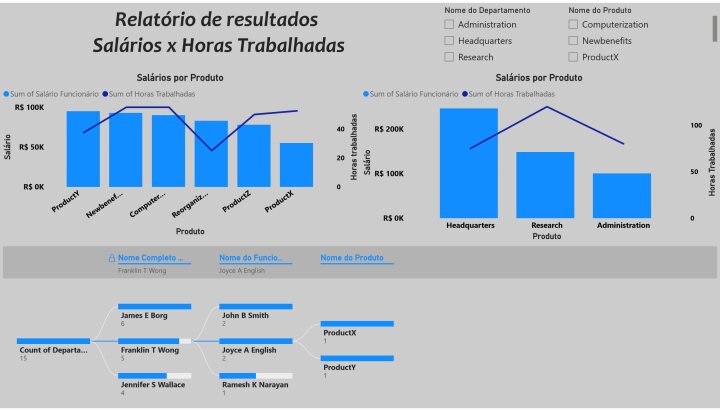 Relatório de resultados
Salários x Horas Trabalhadas
Nome do Departamento
Administration
Headquarters
Research
Nome do Produto
Computerization
Newbenefits
ProductX
Salários por Produto
Sum of Salário Funcionário Sum of Horas Trabalhadas
R$ 100K
R$ 50K
R$ 0K
Salário
40
20
0
Horas trabalhadas
ProductY
Newbenef...
Computer...
Reorganiz...
ProductZ
ProductX
Produto
Salários por Produto
Sum of Salário Funcionário Sum of Horas Trabalhadas
R$ 200K
R$ 100K
R$ 0K
Salário
100
50
0
Horas Trabalhadas
Headquarters
Research
Administration
Produto
Nome Completo ...
Franklin T Wong
Nome do Funcio...
Joyce A English
Nome do Produto
Count of Departa...
15
James E Borg
6
Franklin T Wong
5
Jennifer S Wallace
4
John B Smith
2
Joyce A English
2
Ramesh K Narayan
1
ProductX
1
ProductY
1